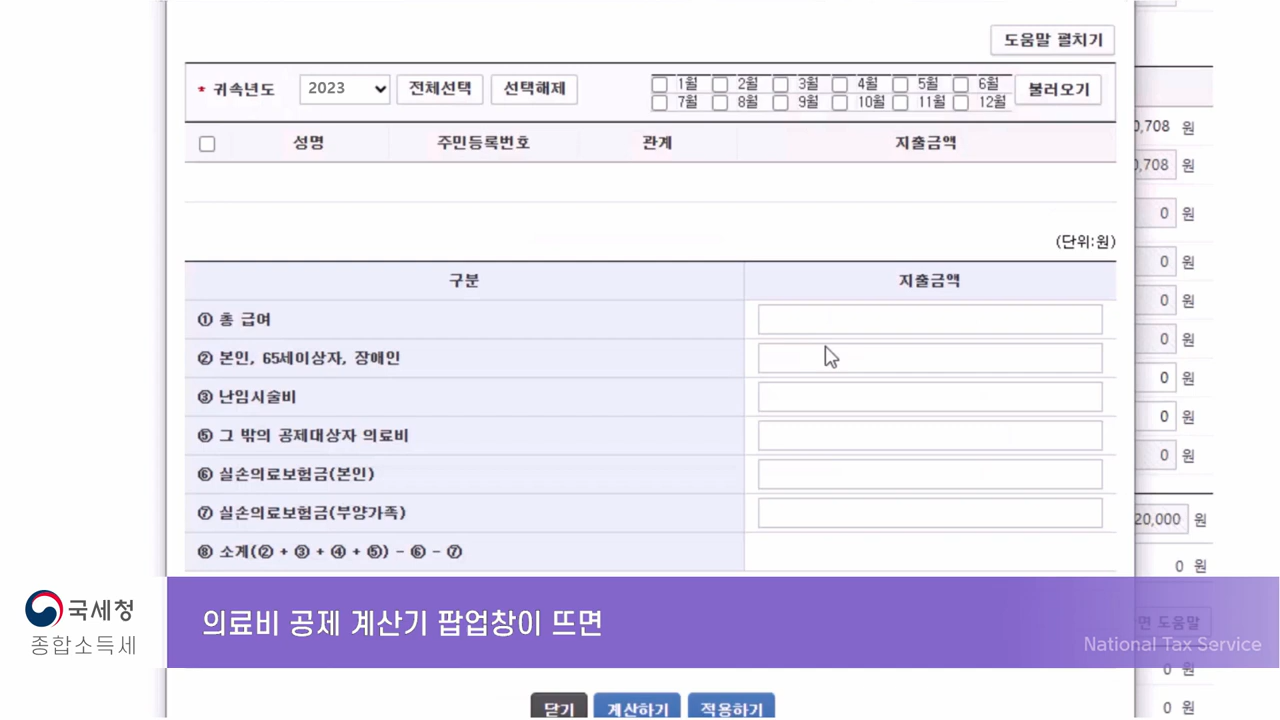 도움말 펼치기
* 귀속년도 2023 전체선택 선택해제 1월 2월 3월 4월 5월 6월 불러오기
7월 8월 9월 10월 11월 12월
성명 주민등록번호 관계 지출금액
0,708 원
0,708 원
0 원
(단위:원)
0 원
구분 지출금액
0 원
① 총 급여
0 원
② 본인, 65세이상자, 장애인
0 원
③ 난임시술비
0 원
⑤ 그 밖의 공제대상자 의료비
0 원
⑥ 실손의료보험금(본인)
⑦ 실손의료보험금(부양가족)
20,000 원
⑧ 소계(② + ③ + ④ + ⑤) - ⑥ - ⑦
0 원
국세청
종합소득세
의료비 공제 계산기 팝업창이 뜨면
면 도움말
National Tax Service
0 원
닫기 계산하기 적용하기
0 원